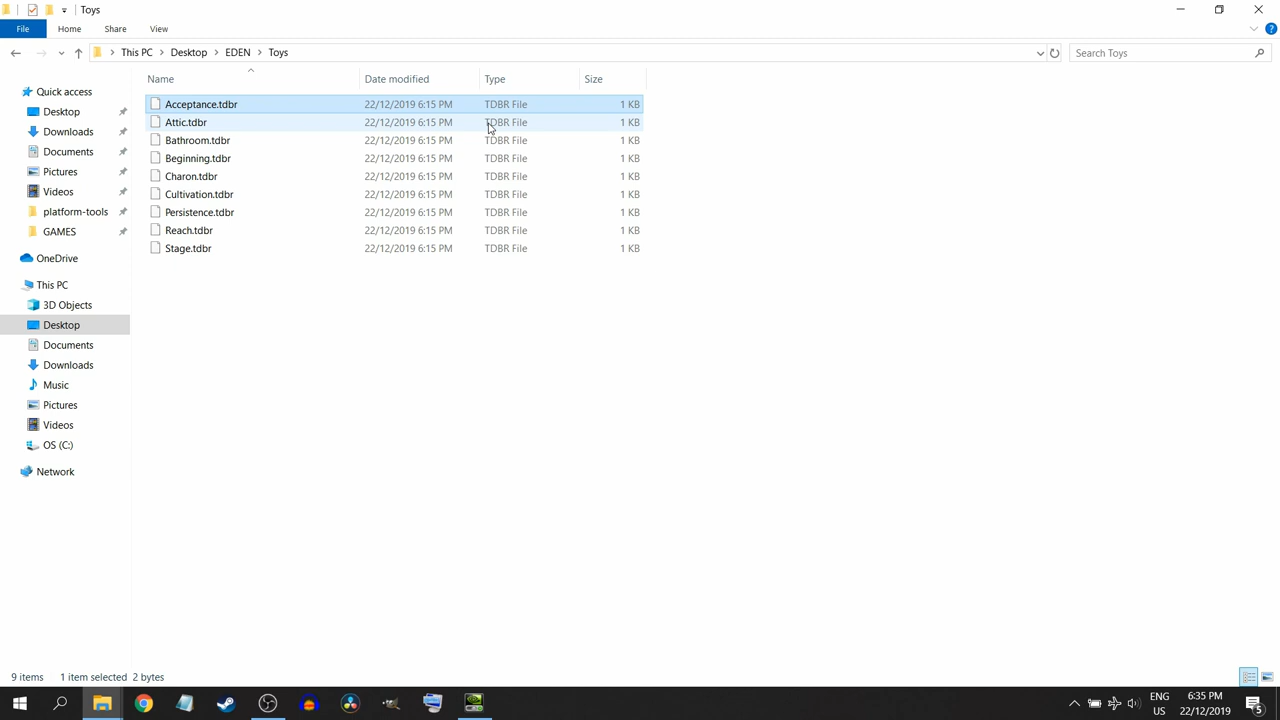 Toys
File Home Share View
This PC Desktop EDEN Toys Search Toys
Name Date modified Type Size
Quick access
Desktop
Downloads
Documents
Pictures
Videos
platform-tools
GAMES
OneDrive
This PC
3D Objects
Desktop
Documents
Downloads
Music
Pictures
Videos
OS (C:)
Network
Acceptance.tdbr 22/12/2019 6:15 PM TDBR File 1 KB
Attic.tdbr 22/12/2019 6:15 PM TDBR File 1 KB
Bathroom.tdbr 22/12/2019 6:15 PM TDBR File 1 KB
Beginning.tdbr 22/12/2019 6:15 PM TDBR File 1 KB
Charon.tdbr 22/12/2019 6:15 PM TDBR File 1 KB
Cultivation.tdbr 22/12/2019 6:15 PM TDBR File 1 KB
Persistence.tdbr 22/12/2019 6:15 PM TDBR File 1 KB
Reach.tdbr 22/12/2019 6:15 PM TDBR File 1 KB
Stage.tdbr 22/12/2019 6:15 PM TDBR File 1 KB
9 items 1 item selected 2 bytes
ENG 6:35 PM
US 22/12/2019 5